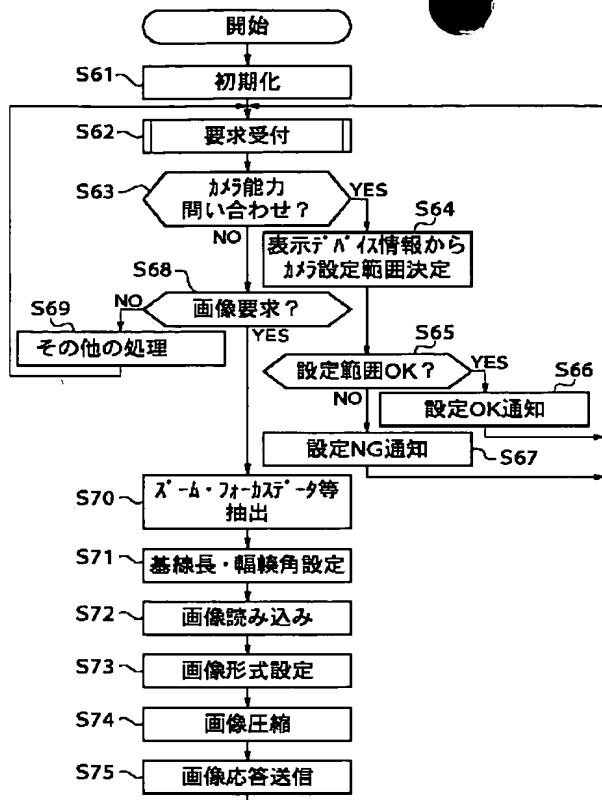 開始
S61
初期化
S62
要求受付
S63
カメラ能力
問い合わせ?
YES
NO
S64
表示デバイス情報から
カメラ設定範囲決定
S68
画像要求?
NO
YES
S69
その他の処理
S65
設定範囲OK?
YES
NO
S66
設定OK通知
設定NG通知
S67
S70
ズーム・フォーカスデータ等
抽出
S71
基線長・輻輳角設定
S72
画像読み込み
S73
画像形式設定
S74
画像圧縮
S75
画像応答送信